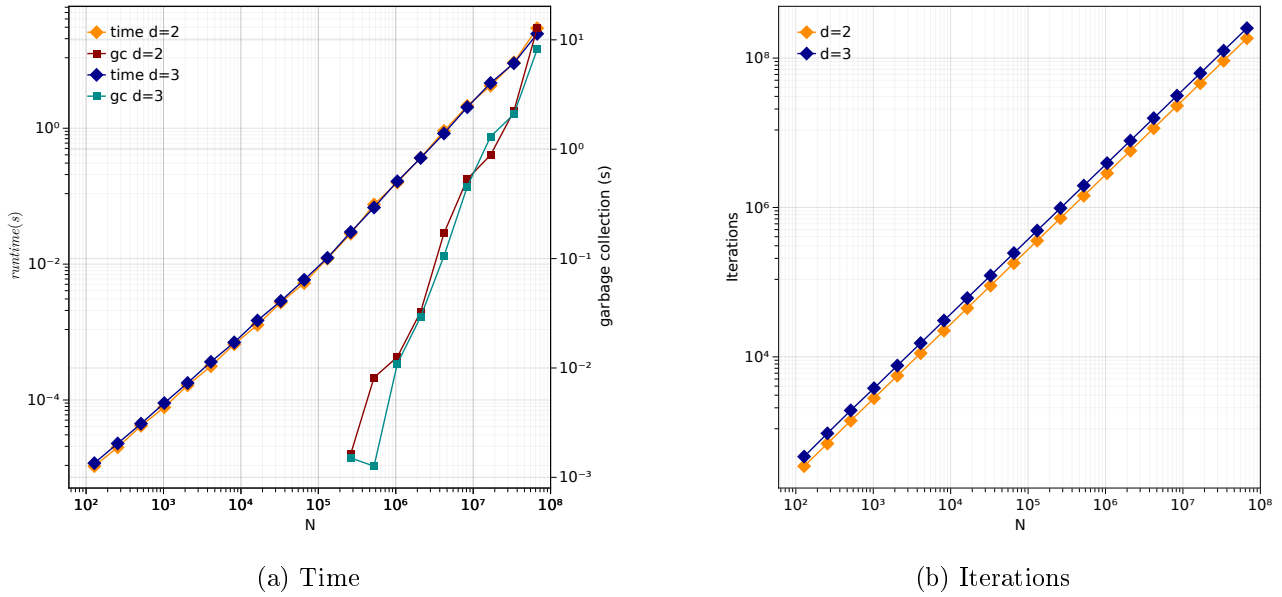 time d=2
gc d=2
time d=3
gc d=3
10⁰
10⁻²
10⁻⁴
runtime(s)
10¹
10⁰
10⁻¹
10⁻²
10⁻³
garbage collection (s)
10² 10³ 10⁴ 10⁵ 10⁶ 10⁷ 10⁸
N
(a) Time
d=2
d=3
10⁸
10⁶
10⁴
Iterations
10² 10³ 10⁴ 10⁵ 10⁶ 10⁷ 10⁸
N
(b) Iterations